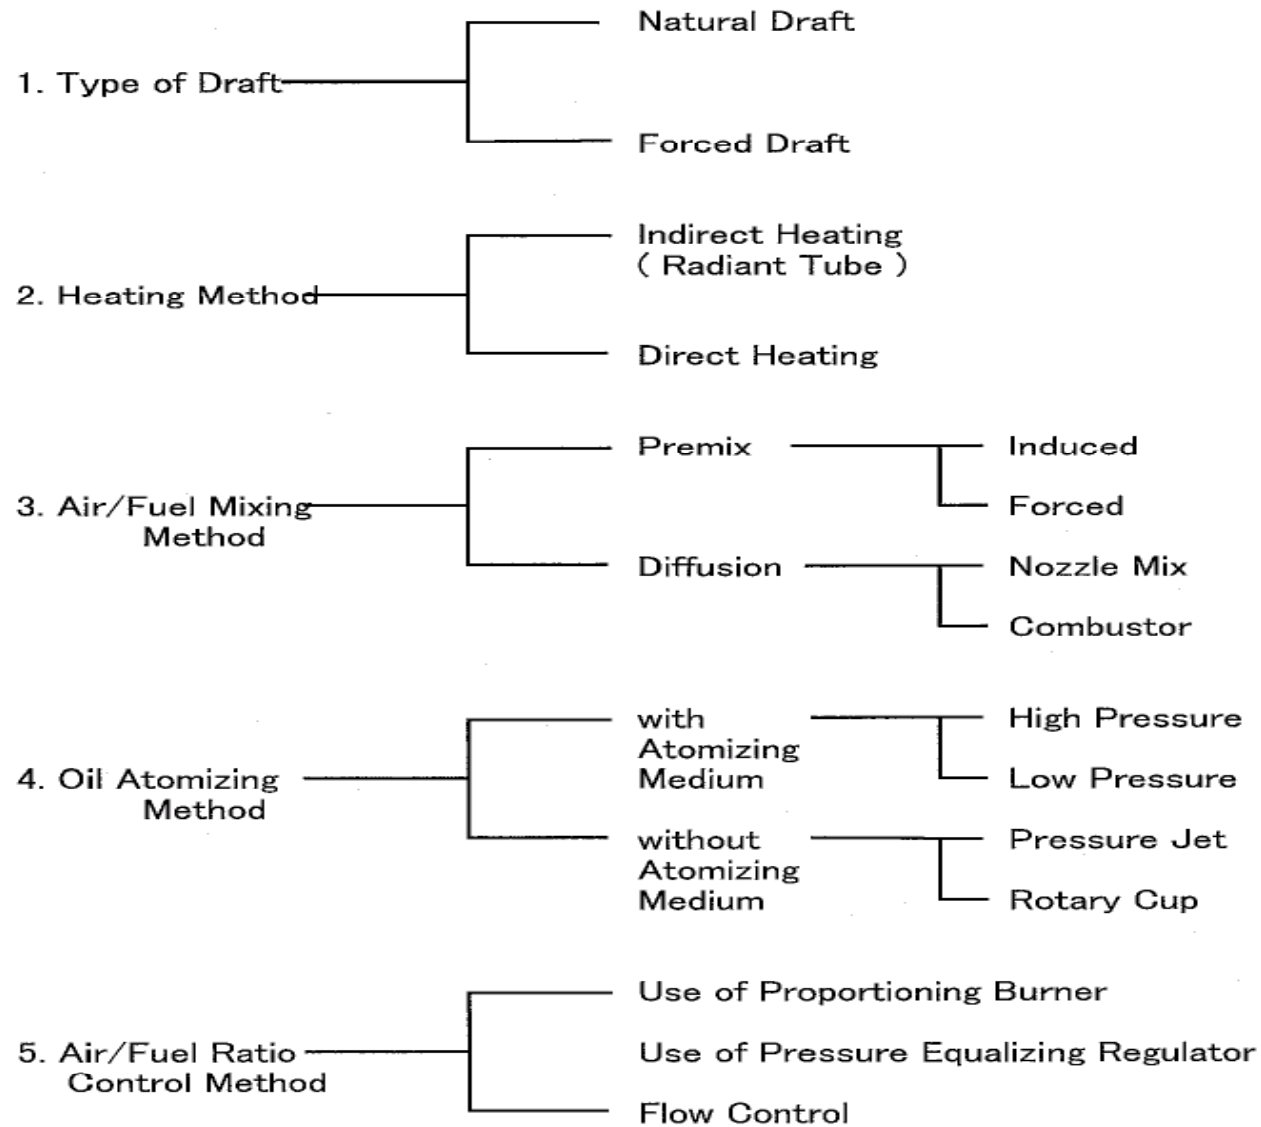 Natural Draft
1. Type of Draft
Forced Draft
Indirect Heating
( Radiant Tube )
2. Heating Method
Direct Heating
Premix
Induced
3. Air/Fuel Mixing
Method
Forced
Diffusion
Nozzle Mix
Combustor
with
Atomizing
Medium
High Pressure
4. Oil Atomizing
Method
Low Pressure
without
Atomizing
Medium
Pressure Jet
Rotary Cup
Use of Proportioning Burner
5. Air/Fuel Ratio
Control Method
Use of Pressure Equalizing Regulator
Flow Control